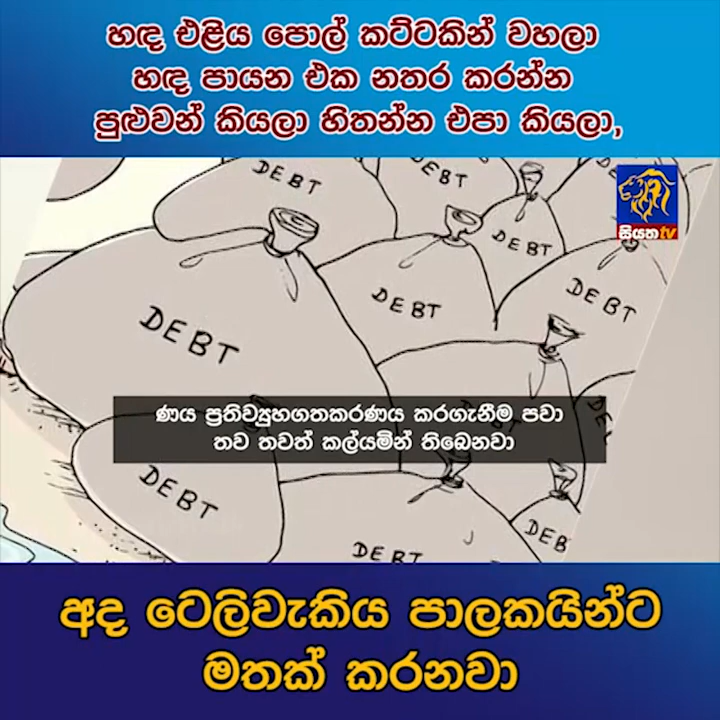 හඳ එළිය පොල් කට්ටකින් වහලා
හඳ පායන එක නතර කරන්න
පුළුවන් කියලා හිතන්න එපා කියලා,
DEBT
DEBT
DEBT
DEBT
DEBT
DEBT
සියත tv
DEBT
ණය ප්‍රතිව්‍යුහගතකරණය කරගැනීම පවා
තව තවත් කල්යමින් තිබෙනවා
DEBT
DEB
DEBT
අද ටෙලිවැකිය පාලකයින්ට
මතක් කරනවා